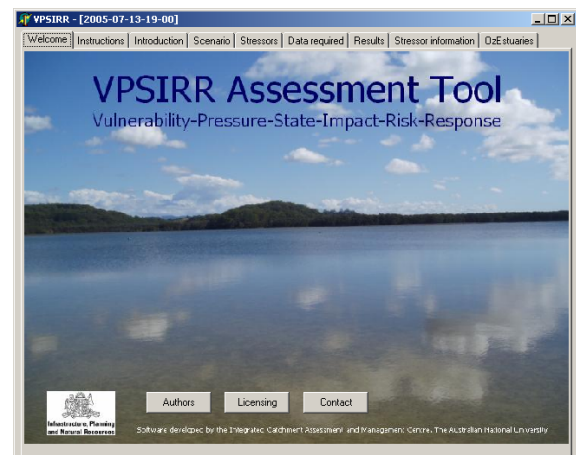 VPSIRR - [2005-07-13-19-00]
Welcome Instructions Introduction Scenario Stressors Data required Results Stressor information OzEstuaries
VPSIRR Assessment Tool
Vulnerability-Pressure-State-Impact-Risk-Response
Authors Licensing Contact
Infrastructure, Planning
and Natural Resources
Software developed by the Integrated Catchment Assessment and Management Centre, The Australian National University